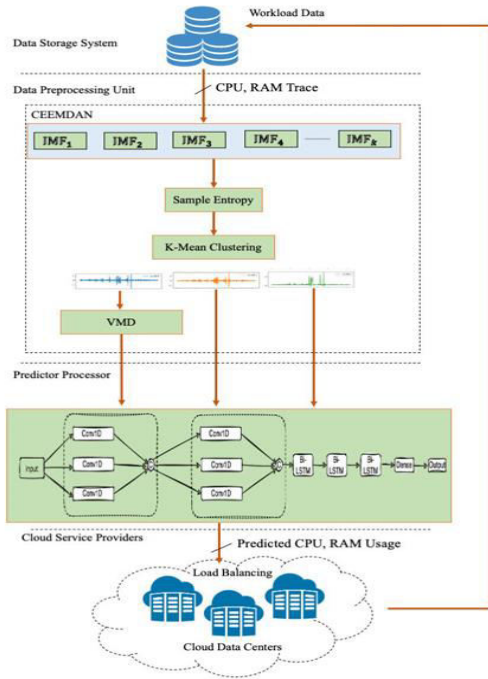 Workload Data
Data Storage System
Data Preprocessing Unit
CPU, RAM Trace
CEEMDAN
IMF1 IMF2 IMF3 IMF4 IMFk
Sample Entropy
K-Mean Clustering
VMD
Predictor Processor
Conv1D Conv1D
Input Conv1D Conv1D Bi-LSTM Bi-LSTM Bi-LSTM Dense Output
Conv1D Conv1D
Cloud Service Providers
Predicted CPU, RAM Usage
Load Balancing
Cloud Data Centers